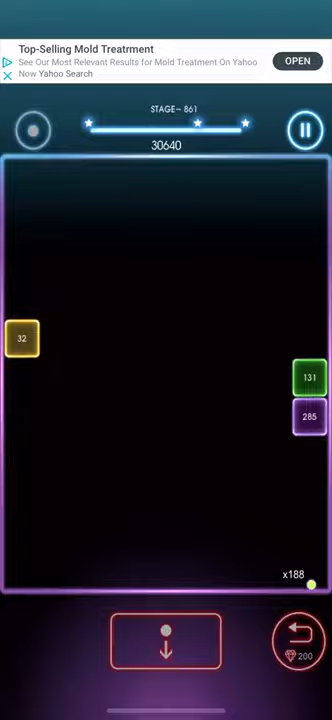 Top-Selling Mold Treatrment
See Our Most Relevant Results for Mold Treatment On Yahoo
Now Yahoo Search
OPEN
STAGE- 861
30640
32
131
285
x188
200